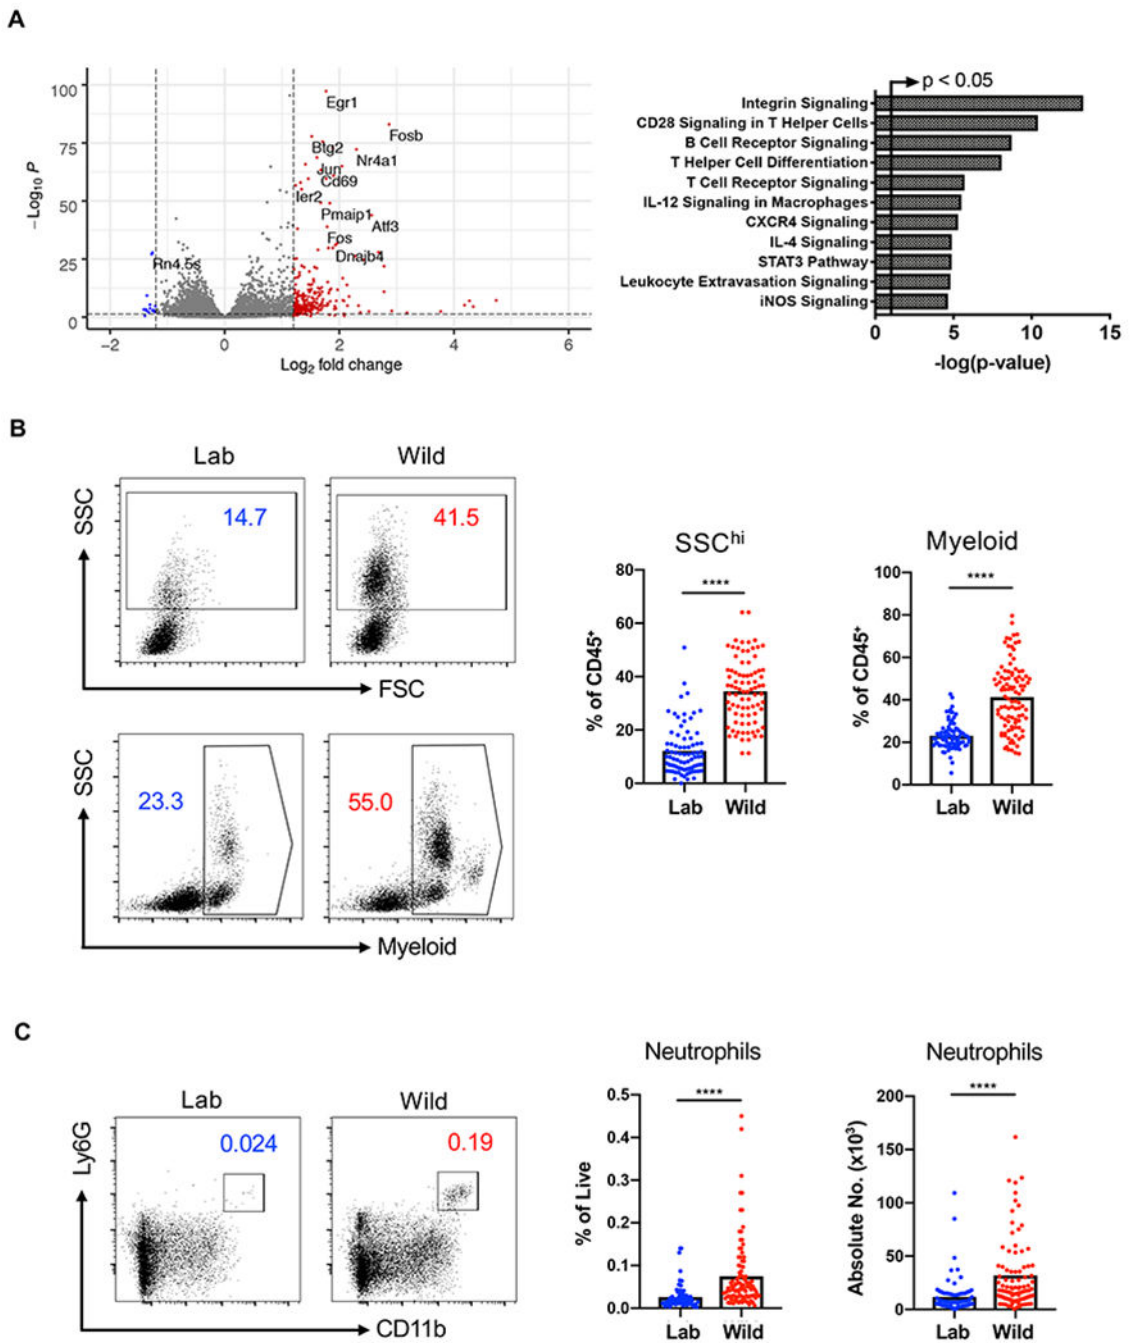 A
100
75
50
25
0
−Log10 P
Egr1
Fosb
Btg2
Nr4a1
Jun
Cd69
Ier2
Pmaip1
Atf3
Fos
Dnajb4
Rn4.5s
−2
0
2
4
6
Log2 fold change
p < 0.05
Integrin Signaling
CD28 Signaling in T Helper Cells
B Cell Receptor Signaling
T Helper Cell Differentiation
T Cell Receptor Signaling
IL-12 Signaling in Macrophages
CXCR4 Signaling
IL-4 Signaling
STAT3 Pathway
Leukocyte Extravasation Signaling
iNOS Signaling
0
5
10
15
-log(p-value)
B
Lab
Wild
SSC
14.7
41.5
FSC
SSC
23.3
55.0
Myeloid
SSChi
80
60
40
20
0
% of CD45+
****
Lab
Wild
Myeloid
100
80
60
40
20
0
% of CD45+
****
Lab
Wild
C
Lab
Wild
Ly6G
0.024
0.19
CD11b
Neutrophils
0.5
0.4
0.3
0.2
0.1
0.0
% of Live
****
Lab
Wild
Neutrophils
200
150
100
50
0
Absolute No. (x103)
****
Lab
Wild